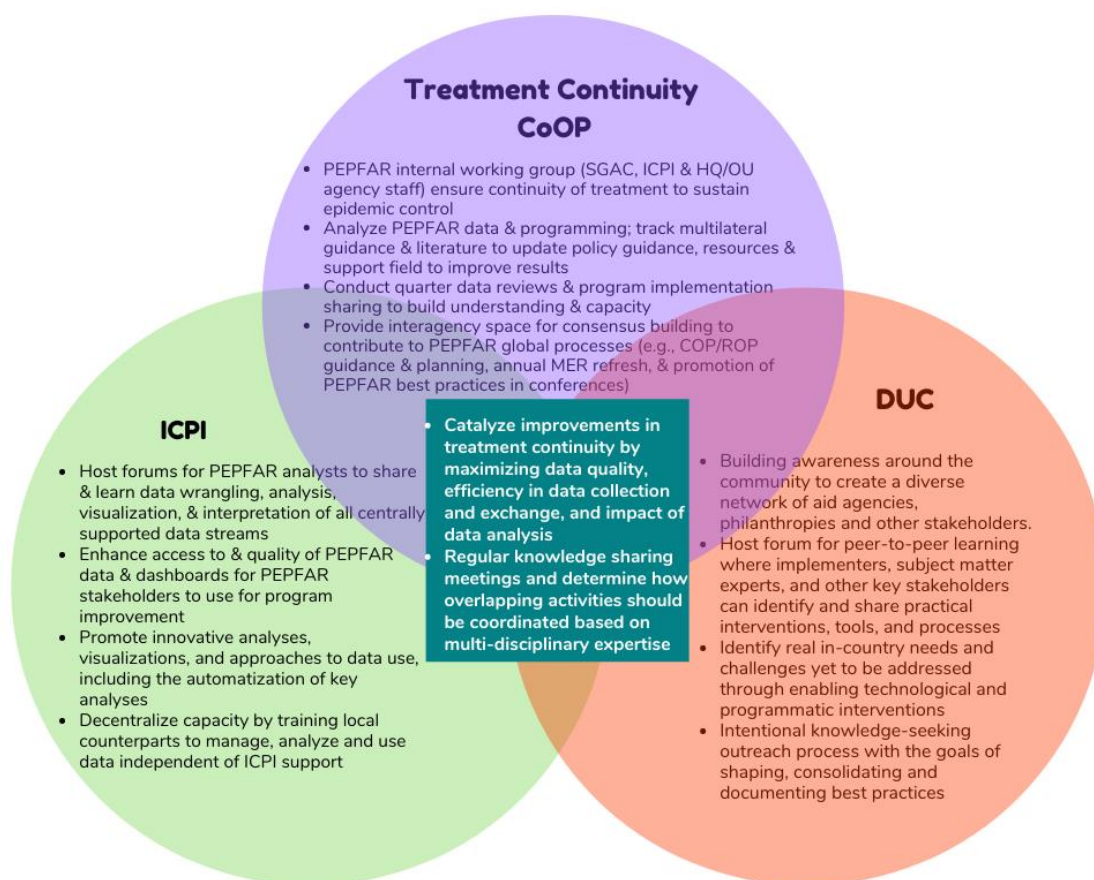 Treatment Continuity
CoOP
• PEPFAR internal working group (SGAC, ICPI & HQ/OU
agency staff) ensure continuity of treatment to sustain
epidemic control
• Analyze PEPFAR data & programming; track multilateral
guidance & literature to update policy guidance, resources &
support field to improve results
• Conduct quarter data reviews & program implementation
sharing to build understanding & capacity
• Provide interagency space for consensus building to
contribute to PEPFAR global processes (e.g., COP/ROP
guidance & planning, annual MER refresh, & promotion of
PEPFAR best practices in conferences)
ICPI
• Host forums for PEPFAR analysts to share
& learn data wrangling, analysis,
visualization, & interpretation of all centrally
supported data streams
• Enhance access to & quality of PEPFAR
data & dashboards for PEPFAR
stakeholders to use for program
improvement
• Promote innovative analyses,
visualizations, and approaches to data use,
including the automatization of key
analyses
• Decentralize capacity by training local
counterparts to manage, analyze and use
data independent of ICPI support
• Catalyze improvements in
treatment continuity by
maximizing data quality,
efficiency in data collection
and exchange, and impact of
data analysis
• Regular knowledge sharing
meetings and determine how
overlapping activities should
be coordinated based on
multi-disciplinary expertise
DUC
• Building awareness around the
community to create a diverse
network of aid agencies,
philanthropies and other stakeholders.
• Host forum for peer-to-peer learning
where implementers, subject matter
experts, and other key stakeholders
can identify and share practical
interventions, tools, and processes
• Identify real in-country needs and
challenges yet to be addressed
through enabling technological and
programmatic interventions
• Intentional knowledge-seeking
outreach process with the goals of
shaping, consolidating and
documenting best practices